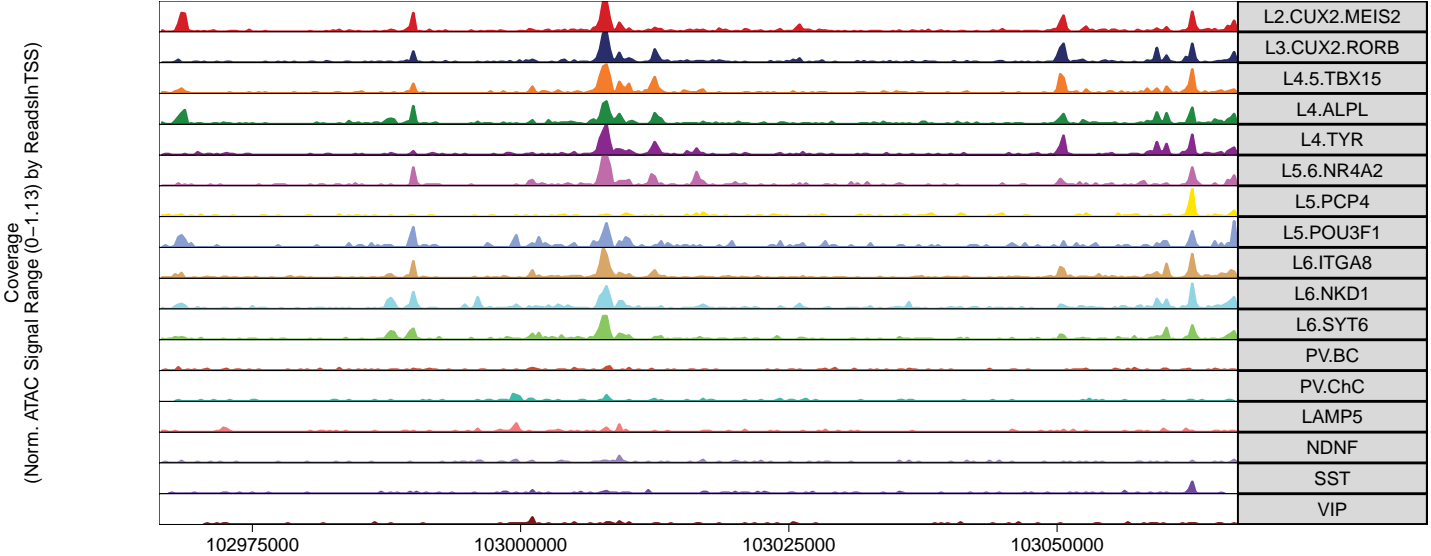 Coverage
(Norm. ATAC Signal Range (0−1.13) by ReadsInTSS)
L2.CUX2.MEIS2
L3.CUX2.RORB
L4.5.TBX15
L4.ALPL
L4.TYR
L5.6.NR4A2
L5.PCP4
L5.POU3F1
L6.ITGA8
L6.NKD1
L6.SYT6
PV.BC
PV.ChC
LAMP5
NDNF
SST
VIP
102975000 103000000 103025000 103050000